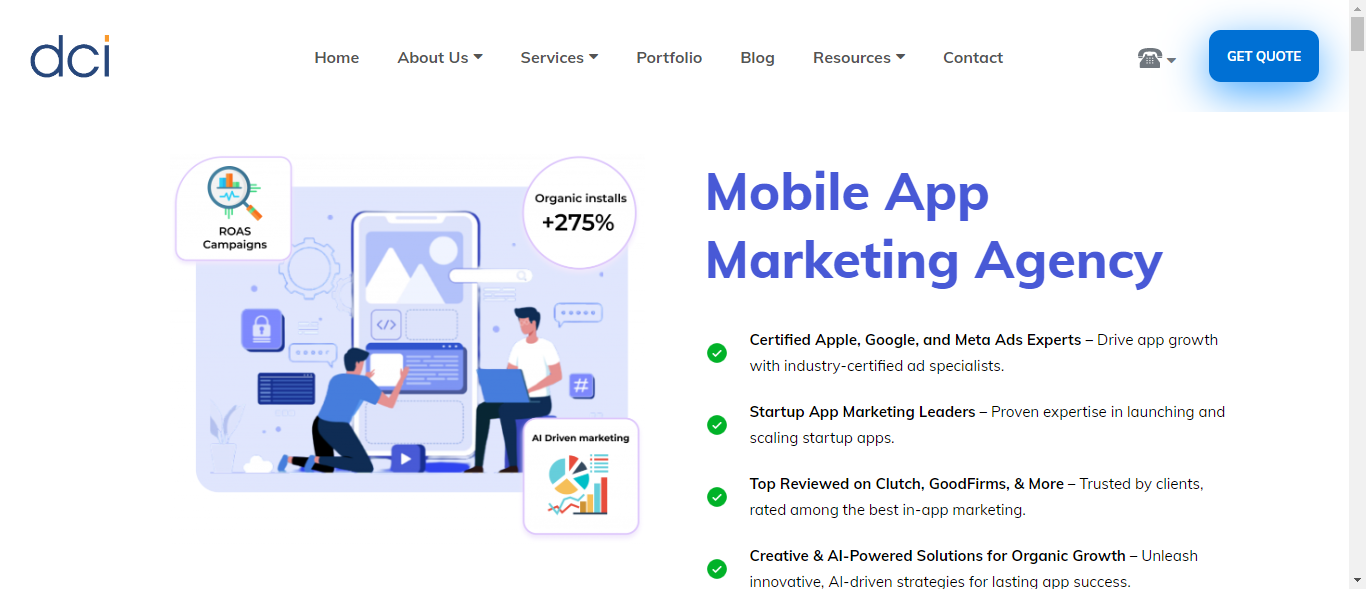 dci
Home
About Us
Services
Portfolio
Blog
Resources
Contact
GET QUOTE
ROAS
Campaigns
Organic installs
+275%
</>
#
AI Driven marketing
Mobile App
Marketing Agency
Certified Apple, Google, and Meta Ads Experts – Drive app growth
with industry-certified ad specialists.
Startup App Marketing Leaders – Proven expertise in launching and
scaling startup apps.
Top Reviewed on Clutch, GoodFirms, & More – Trusted by clients,
rated among the best in-app marketing.
Creative & AI-Powered Solutions for Organic Growth – Unleash
innovative, AI-driven strategies for lasting app success.